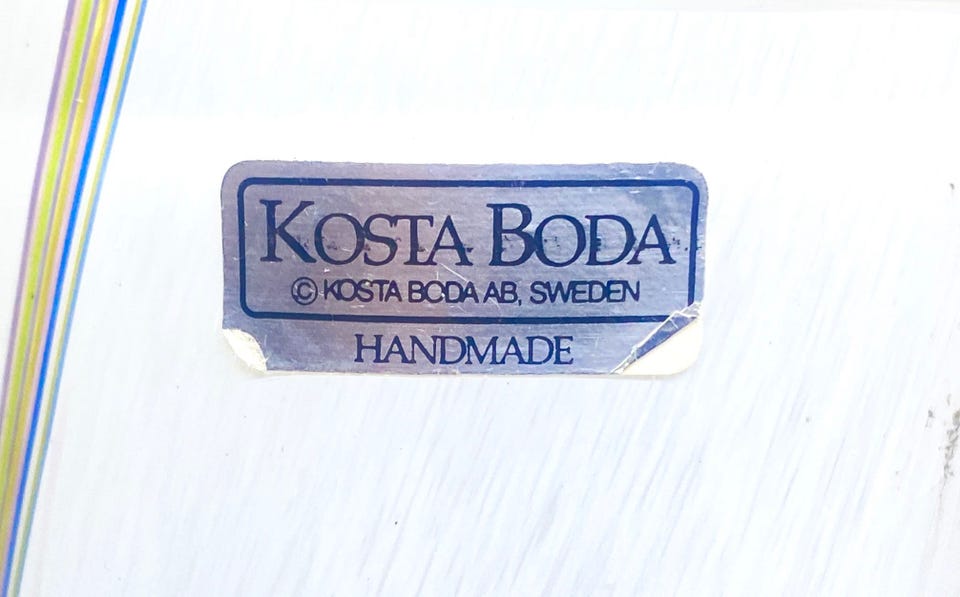 KOSTA BODA
© KOSTA BODA AB, SWEDEN
HANDMADE